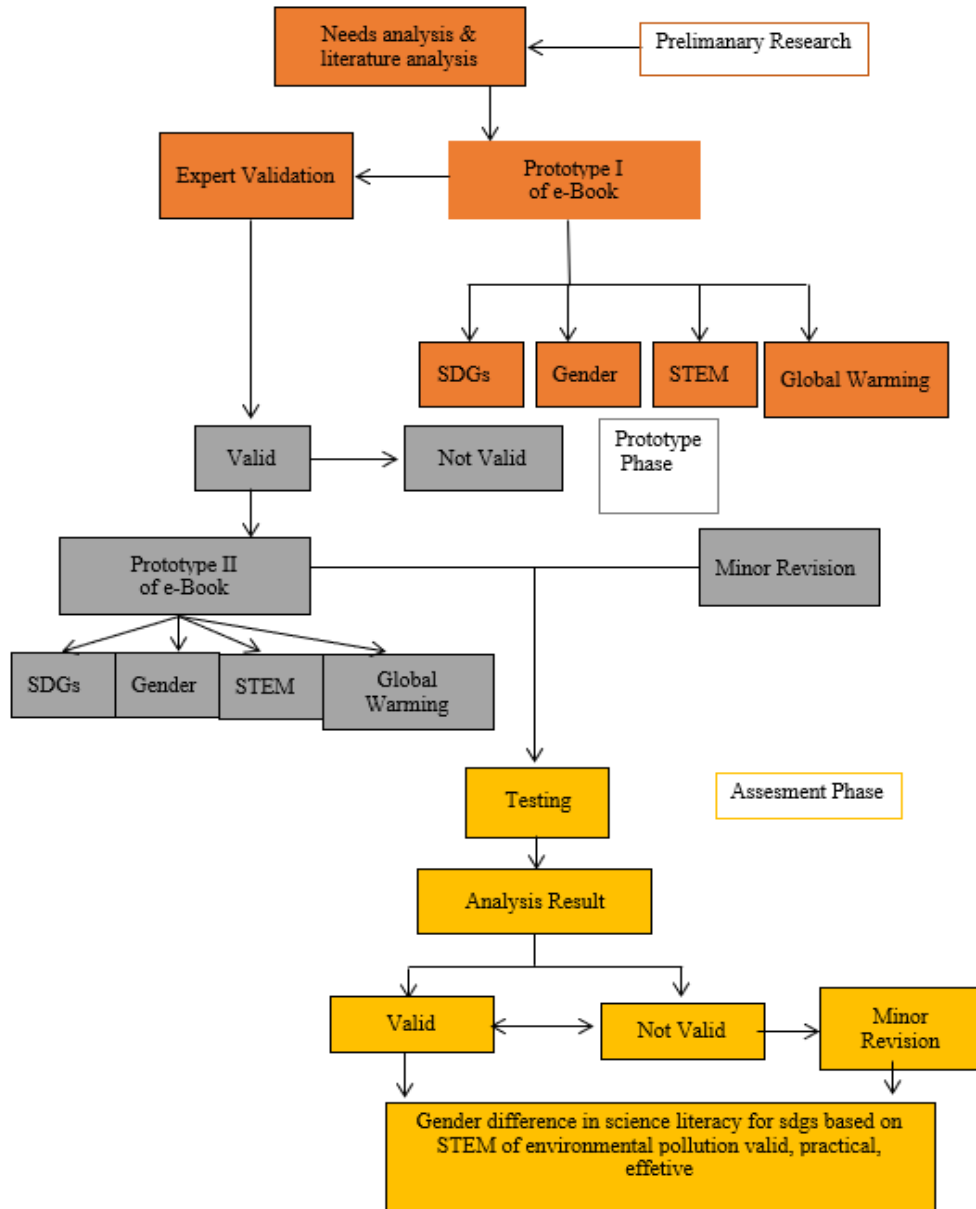 Needs analysis &
literature analysis
Prelimanary Research
Expert Validation
Prototype I
of e-Book
SDGs
Gender
STEM
Global Warming
Prototype
Phase
Valid
Not Valid
Prototype II
of e-Book
Minor Revision
SDGs
Gender
STEM
Global
Warming
Testing
Assesment Phase
Analysis Result
Valid
Not Valid
Minor
Revision
Gender difference in science literacy for sdgs based on
STEM of environmental pollution valid, practical,
effetive